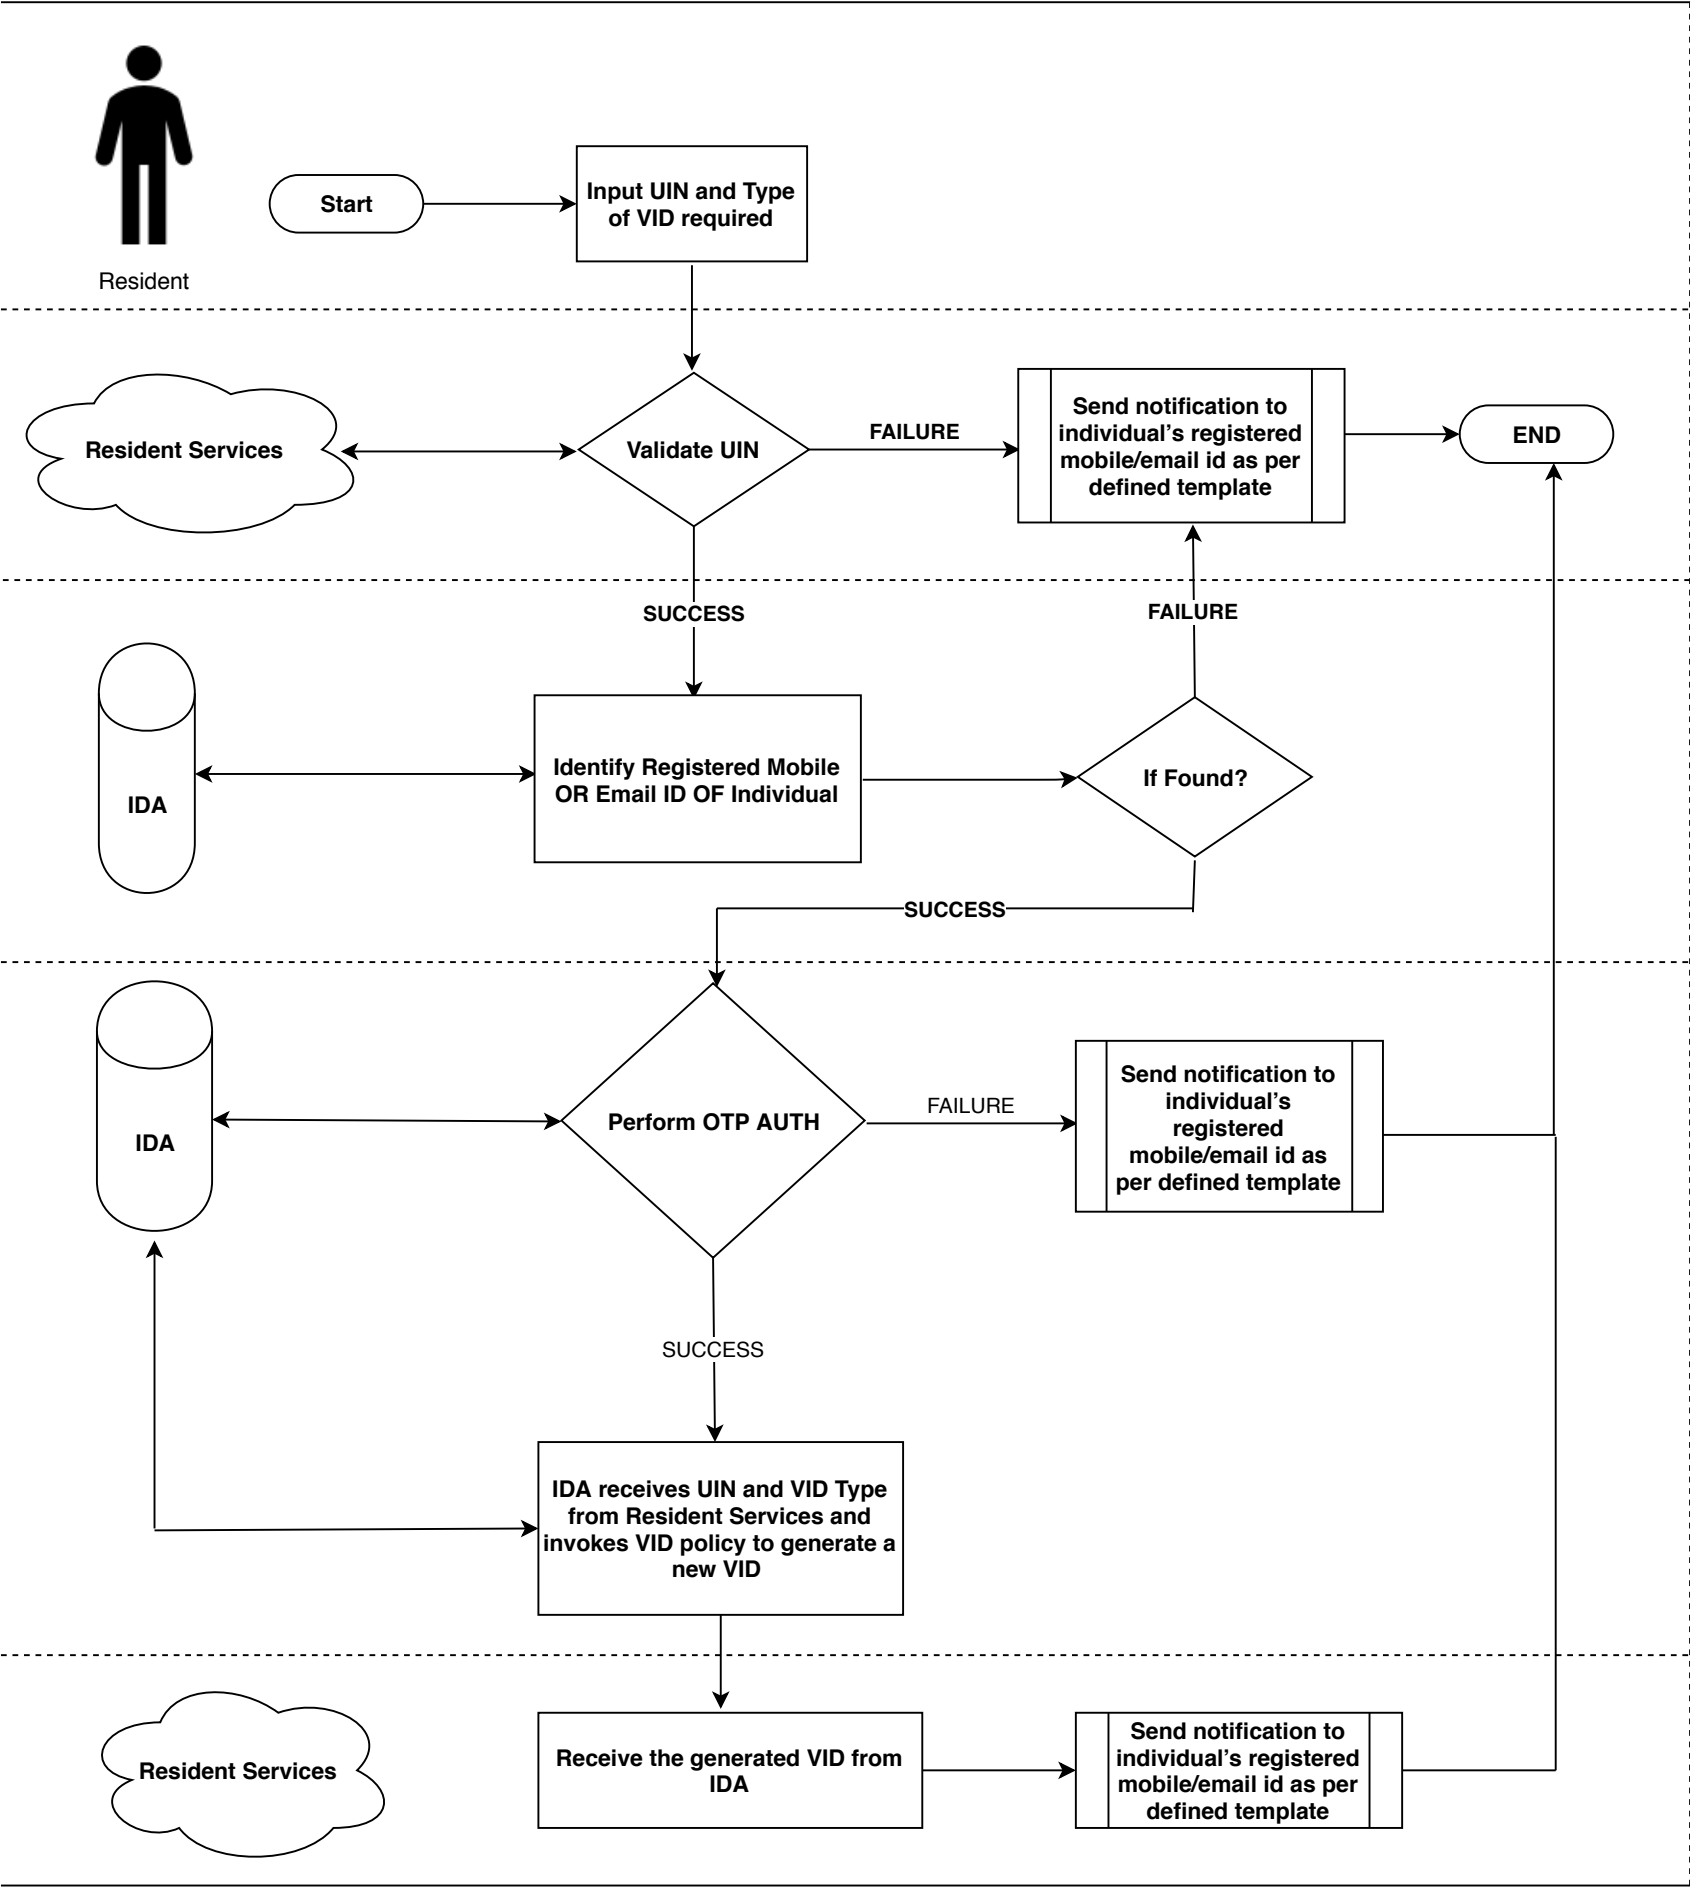 Start
Input UIN and Type
of VID required
Resident
Resident Services
Validate UIN
FAILURE
Send notification to
individual's registered
mobile/email id as per
defined template
END
SUCCESS
FAILURE
IDA
Identify Registered Mobile
OR Email ID OF Individual
If Found?
SUCCESS
IDA
Perform OTP AUTH
FAILURE
Send notification to
individual's
registered
mobile/email id as
per defined template
SUCCESS
IDA receives UIN and VID Type
from Resident Services and
invokes VID policy to generate a
new VID
Resident Services
Receive the generated VID from
IDA
Send notification to
individual's registered
mobile/email id as per
defined template